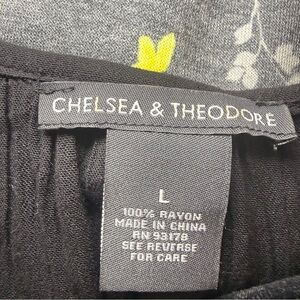 CHELSEA & THEODORE
L
100% RAYON
MADE IN CHINA
RN 93178
SEE REVERSE
FOR CARE